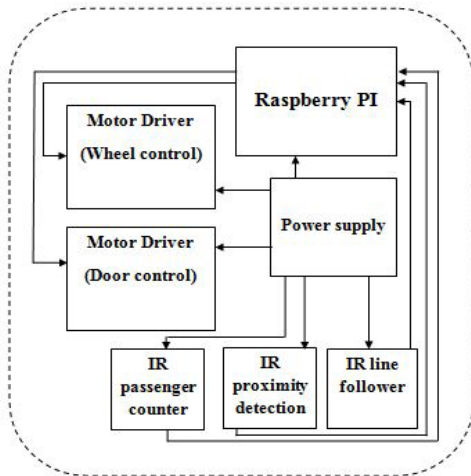 Raspberry PI
Motor Driver
(Wheel control)
Power supply
Motor Driver
(Door control)
IR
passenger
counter
IR
proximity
detection
IR line
follower